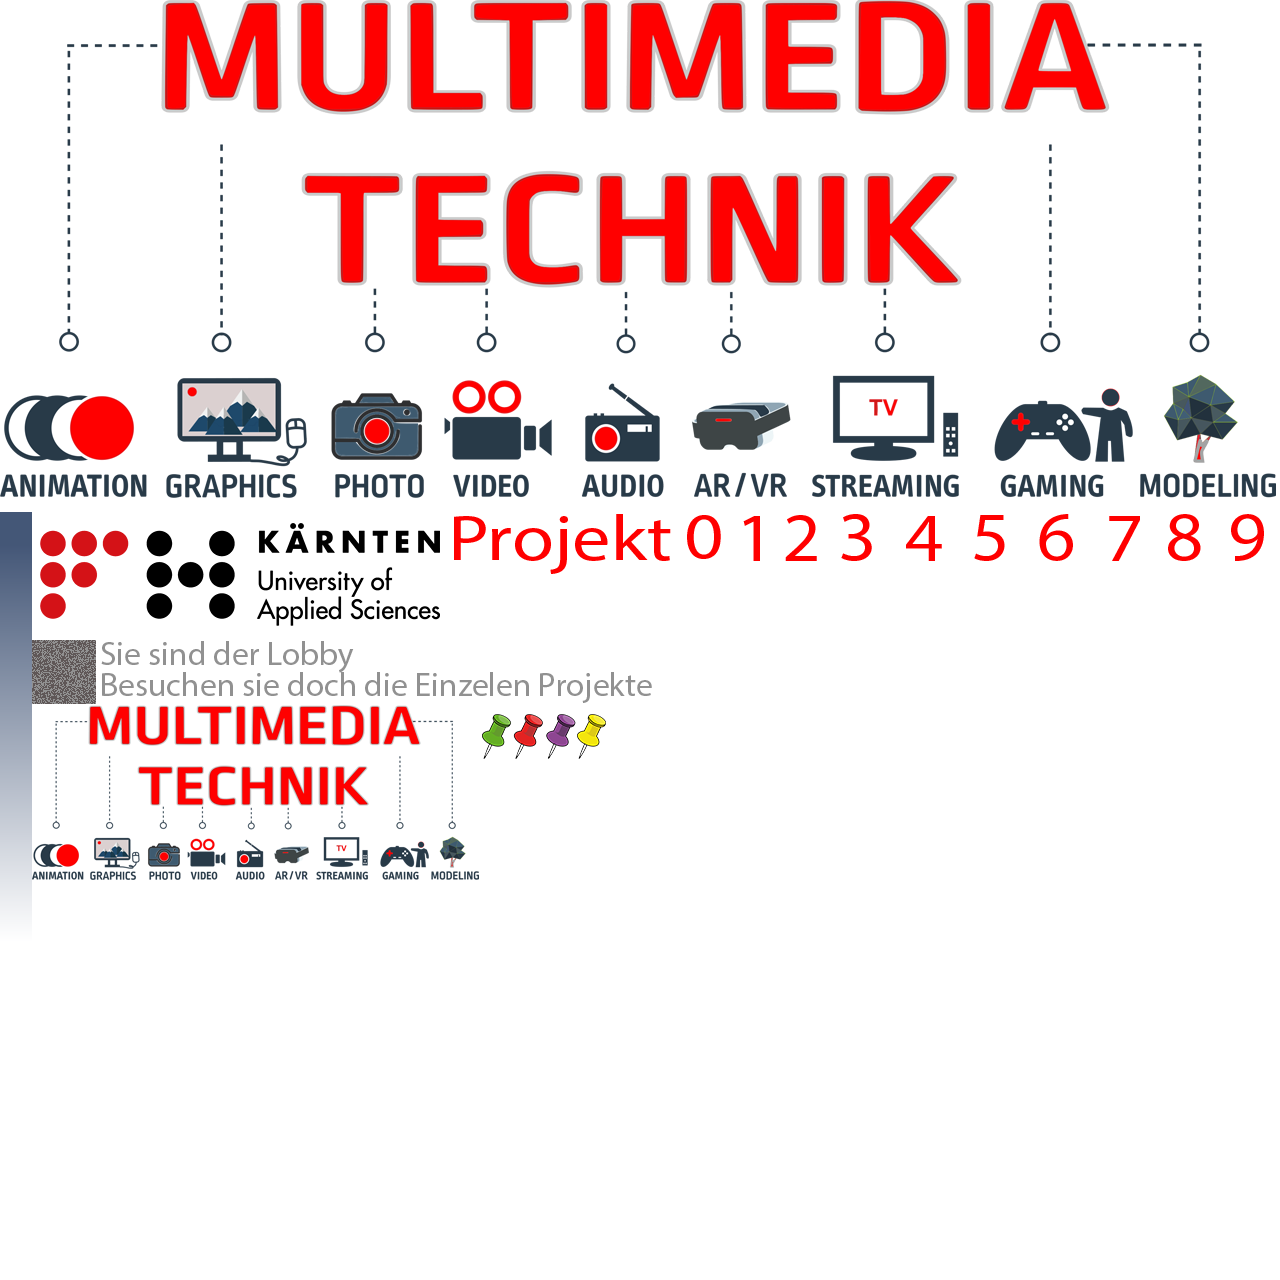 MULTIMEDIA
TECHNIK
TV
ANIMATION GRAPHICS PHOTO VIDEO AUDIO AR/VR STREAMING GAMING MODELING
KÄRNTEN
University of
Applied Sciences
Projekt 0 1 2 3 4 5 6 7 8 9
Sie sind der Lobby
Besuchen sie doch die Einzelen Projekte
MULTIMEDIA
TECHNIK
TV
ANIMATION GRAPHICS PHOTO VIDEO AUDIO AR/VR STREAMING GAMING MODELING